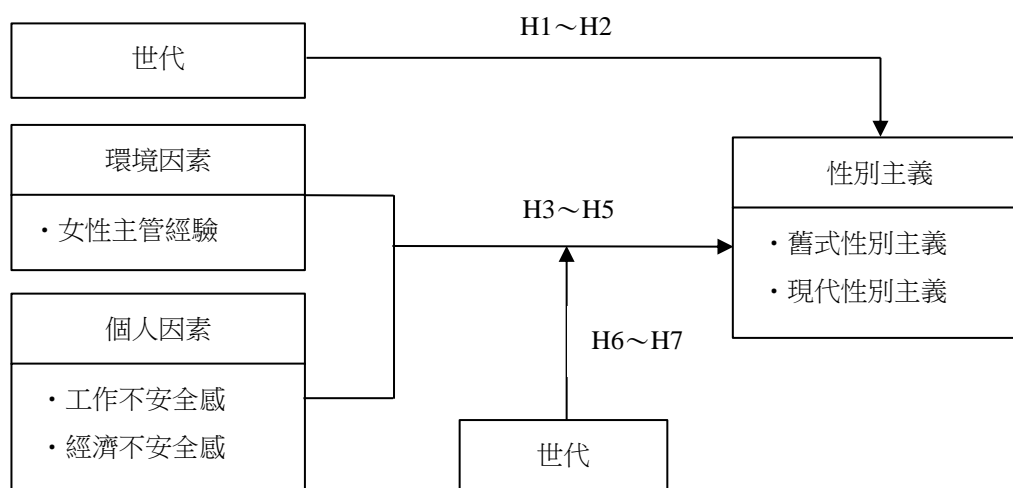 H1～H2
世代
環境因素
・女性主管經驗
H3～H5
性別主義
・舊式性別主義
・現代性別主義
個人因素
・工作不安全感
・經濟不安全感
H6～H7
世代